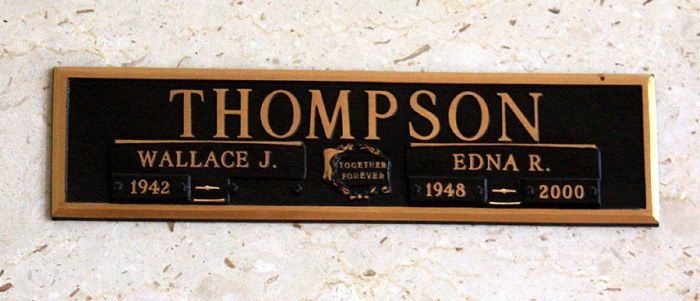 THOMPSON
WALLACE J.
1942
TOGETHER
FOREVER
EDNA R.
1948 - 2000